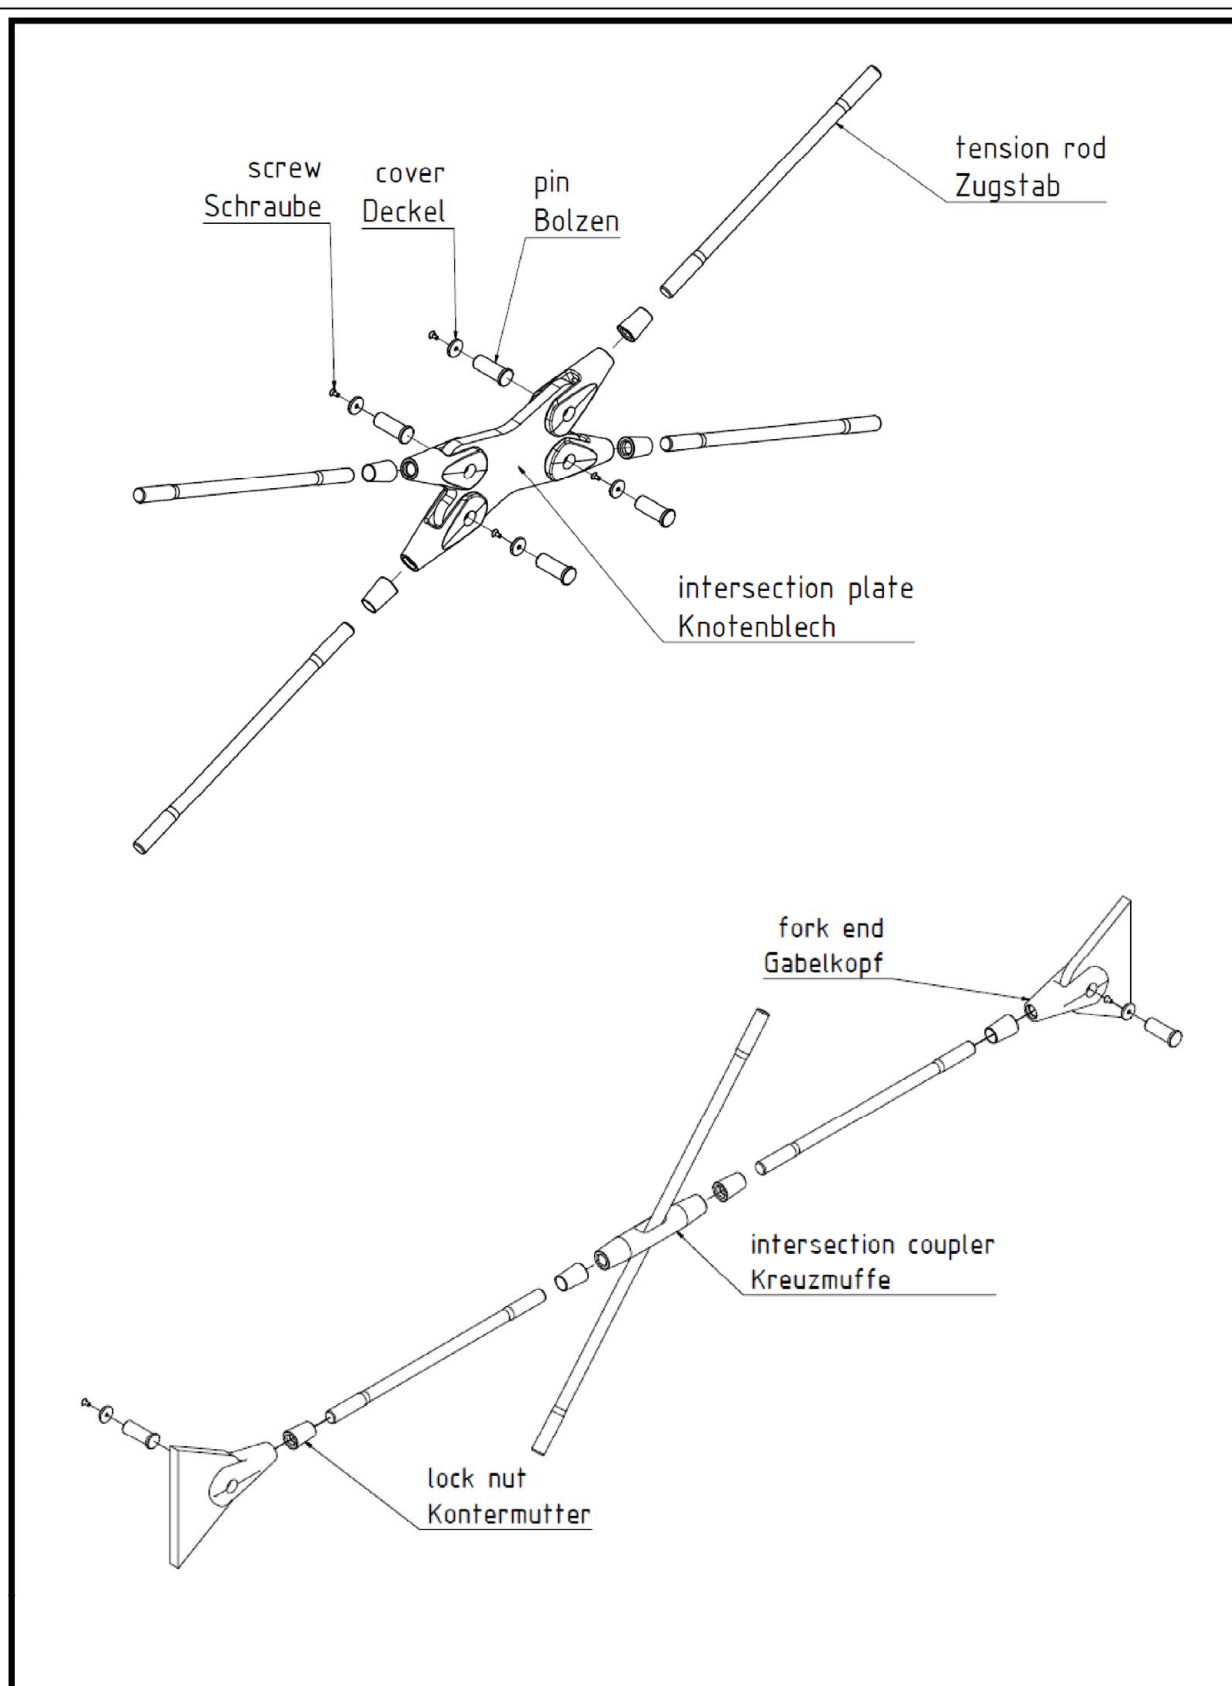 screw
Schraube
cover
Deckel
pin
Bolzen
tension rod
Zugstab
intersection plate
Knotenblech
fork end
Gabelkopf
intersection coupler
Kreuzmuffe
lock nut
Kontermutter